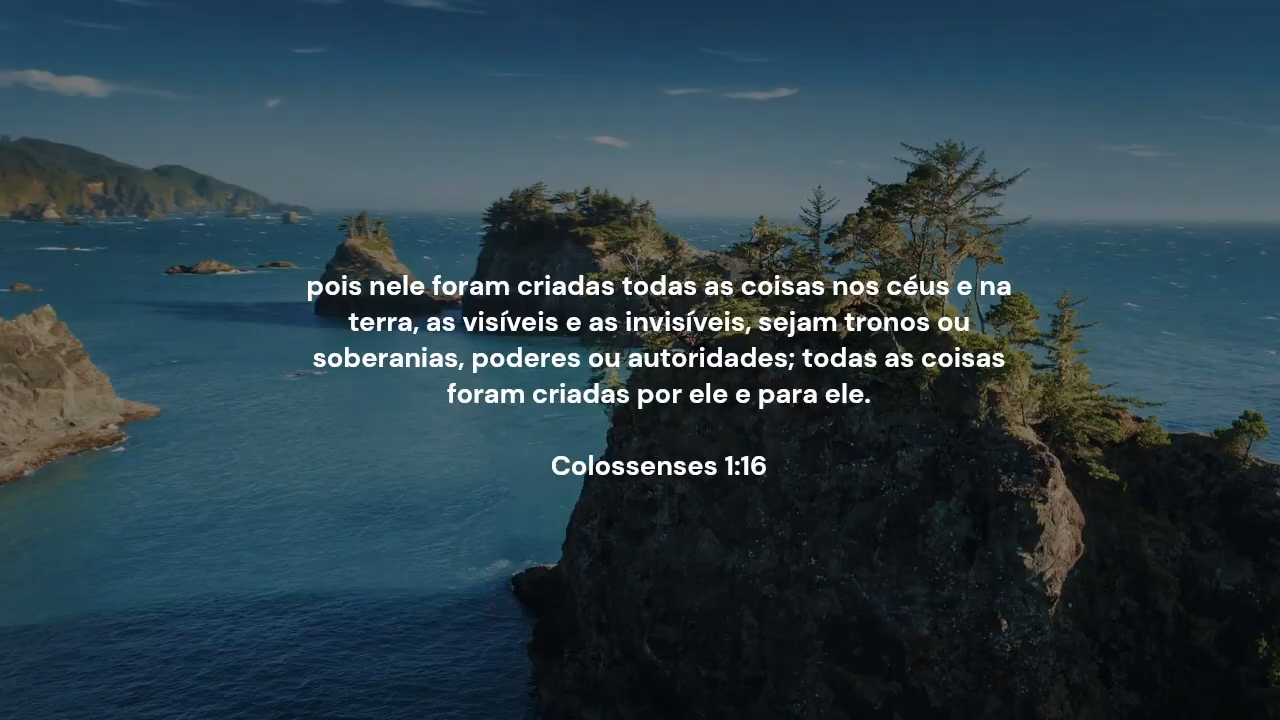 pois nele foram criadas todas as coisas nos céus e na
terra, as visíveis e as invisíveis, sejam tronos ou
soberanias, poderes ou autoridades; todas as coisas
foram criadas por ele e para ele.
Colossenses 1:16